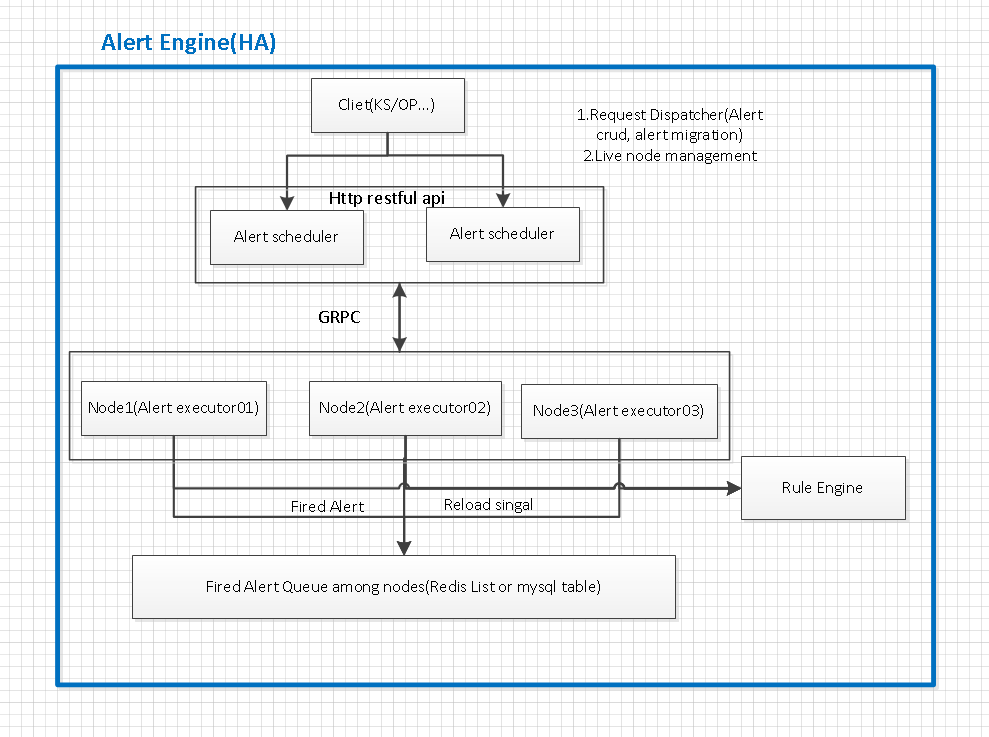 Alert Engine(HA)
Cliet(KS/OP...)
1.Request Dispatcher(Alert
crud, alert migration)
2.Live node management
Http restful api
Alert scheduler
Alert scheduler
GRPC
Node1(Alert executor01)
Node2(Alert executor02)
Node3(Alert executor03)
Rule Engine
Fired Alert
Reload singal
Fired Alert Queue among nodes(Redis List or mysql table)